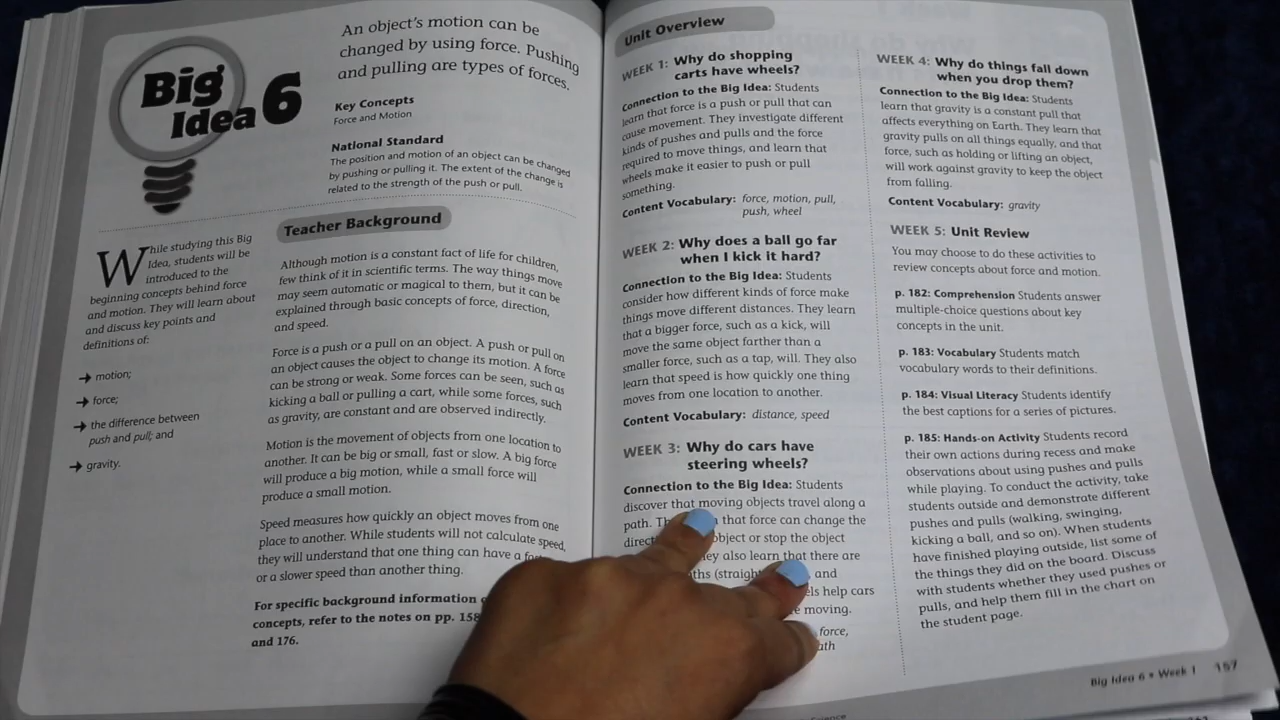 Big
Idea 6
An object's motion can be
changed by using force. Pushing
and pulling are types of forces.
Key Concepts
Force and Motion
National Standard
The position and motion of an object can be changed
by pushing or pulling it. The extent of the change is
related to the strength of the push or pull.
While studying this Big
Idea, students will be
introduced to the
beginning concepts behind force
and motion. They will learn about
and discuss key points and
definitions of:
→ motion;
→ force;
→ the difference between
push and pull; and
→ gravity.
Teacher Background
Although motion is a constant fact of life for children,
few think of it in scientific terms. The way things move
may seem automatic or magical to them, but it can be
explained through basic concepts of force, direction,
and speed.
Force is a push or a pull on an object. A push or pull on
an object causes the object to change its motion. A force
can be strong or weak. Some forces can be seen, such as
kicking a ball or pulling a cart, while some forces, such
as gravity, are constant and are observed indirectly.
Motion is the movement of objects from one location to
another. It can be big or small, fast or slow. A big force
will produce a big motion, while a small force will
produce a small motion.
Speed measures how quickly an object moves from one
place to another. While students will not calculate speed,
they will understand that one thing can have a
or a slower speed than another thing.
For specific background information
concepts, refer to the notes on pp. 158
and 176.
Unit Overview
WEEK 1: Why do shopping
carts have wheels?
Connection to the Big Idea: Students
learn that force is a push or pull that can
cause movement. They investigate different
kinds of pushes and pulls and the force
required to move things, and learn that
wheels make it easier to push or pull
something.
Content Vocabulary: force, motion, pull,
push, wheel
WEEK 2: Why does a ball go far
when I kick it hard?
Connection to the Big Idea: Students
consider how different kinds of force make
things move different distances. They learn
that a bigger force, such as a kick, will
move the same object farther than a
smaller force, such as a tap, will. They also
learn that speed is how quickly one thing
moves from one location to another.
Content Vocabulary: distance, speed
WEEK 3: Why do cars have
steering wheels?
Connection to the Big Idea: Students
discover that moving objects travel along a
path. that force can change the
object or stop the object
also learn that there are
(straight and
help cars
moving.
force,
WEEK 4: Why do things fall down
when you drop them?
Connection to the Big Idea: Students
learn that gravity is a constant pull that
affects everything on Earth. They learn that
gravity pulls on all things equally, and that
force, such as holding or lifting an object,
will work against gravity to keep the object
from falling.
Content Vocabulary: gravity
WEEK 5: Unit Review
You may choose to do these activities to
review concepts about force and motion.
p. 182: Comprehension Students answer
multiple-choice questions about key
concepts in the unit.
p. 183: Vocabulary Students match
vocabulary words to their definitions.
p. 184: Visual Literacy Students identify
the best captions for a series of pictures.
p. 185: Hands-on Activity Students record
their own actions during recess and make
observations about using pushes and pulls
while playing. To conduct the activity, take
students outside and demonstrate different
pushes and pulls (walking, swinging,
kicking a ball, and so on). When students
have finished playing outside, list some of
the things they did on the board. Discuss
with students whether they used pushes or
pulls, and help them fill in the chart on
the student page.
Big Idea 6 • Week 1 157
Science